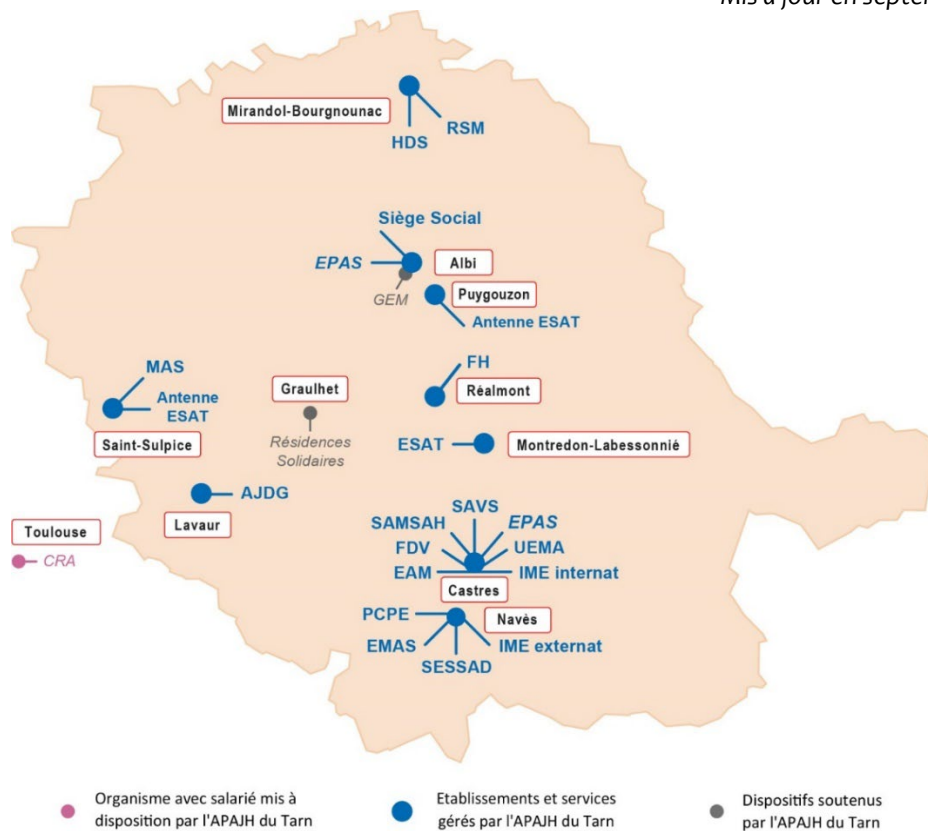 Mis à jour en septem
Mirandol-Bourgnounac
RSM
HDS
Siège Social
EPAS
Albi
GEM
Puygouzon
Antenne ESAT
MAS
FH
Graulhet
Réalmont
Antenne
ESAT
Saint-Sulpice
Résidences
Solidaires
ESAT
Montredon-Labessonnié
AJDG
Lavaur
SAVS
SAMSAH
EPAS
Toulouse
FDV
UEMA
CRA
EAM
IME internat
Castres
PCPE
Navès
EMAS
IME externat
SESSAD
Organisme avec salarié mis à
disposition par l'APAJH du Tarn
Etablissements et services
gérés par l'APAJH du Tarn
Dispositifs soutenus
par l'APAJH du Tarn